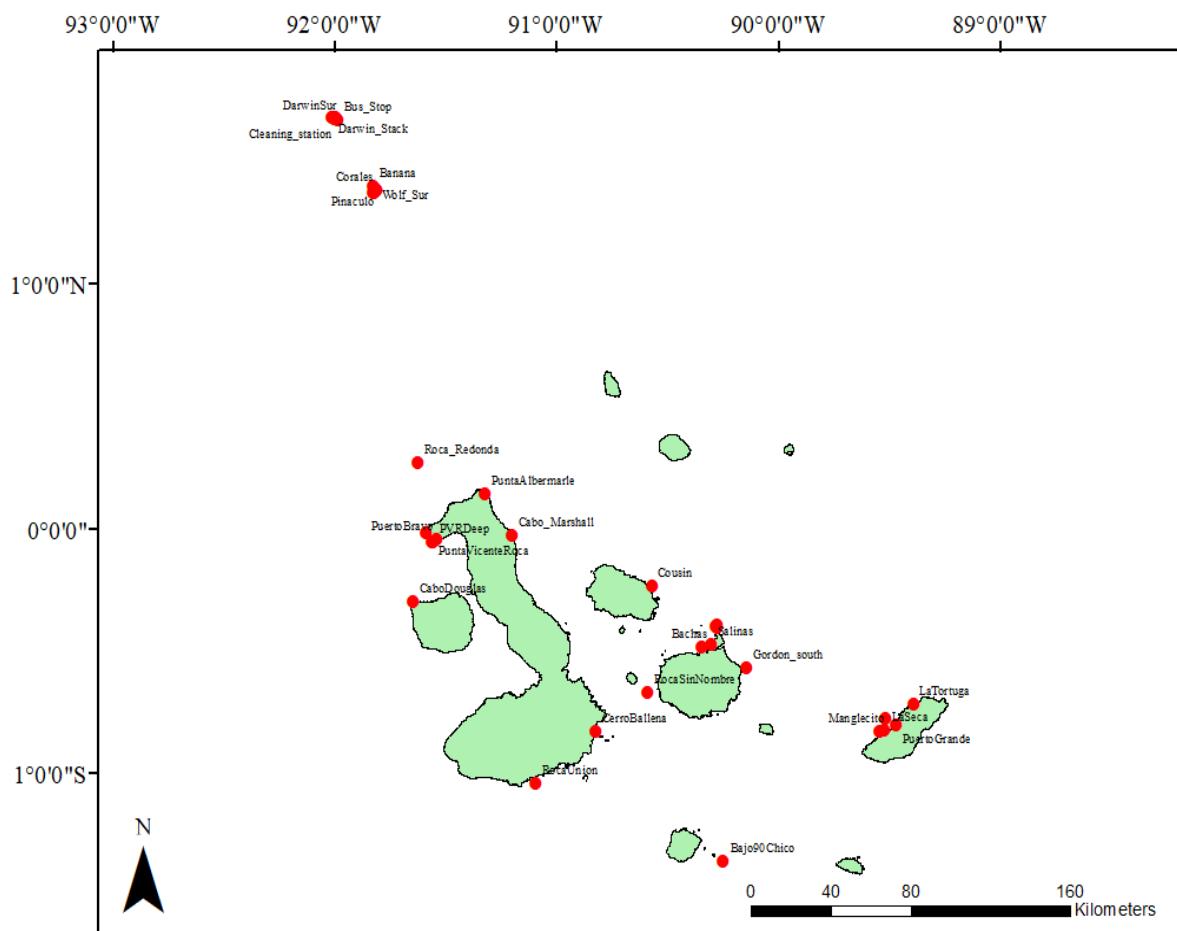 93°0'0"W 92°0'0"W 91°0'0"W 90°0'0"W 89°0'0"W
DarwinSur Bus_Stop
Cleaning_station Darwin_Stack
Corales Banana
Pinaculo Wolf_Sur
1°0'0"N
Roca_Redonda
PuntaAlbermarle
PuertoBravo PVRDeep Cabo_Marshall
0°0'0"
PuntaVicenteRoca
CaboDouglas Cousin
Bachas Salinas
Gordon_south
RocaSinNombre
LaTortuga
Manglecito LaSeca
CerroBallena
PuertoGrande
RocaUnion
1°0'0"S
N
Bajo90Chico
0 40 80 160
Kilometers